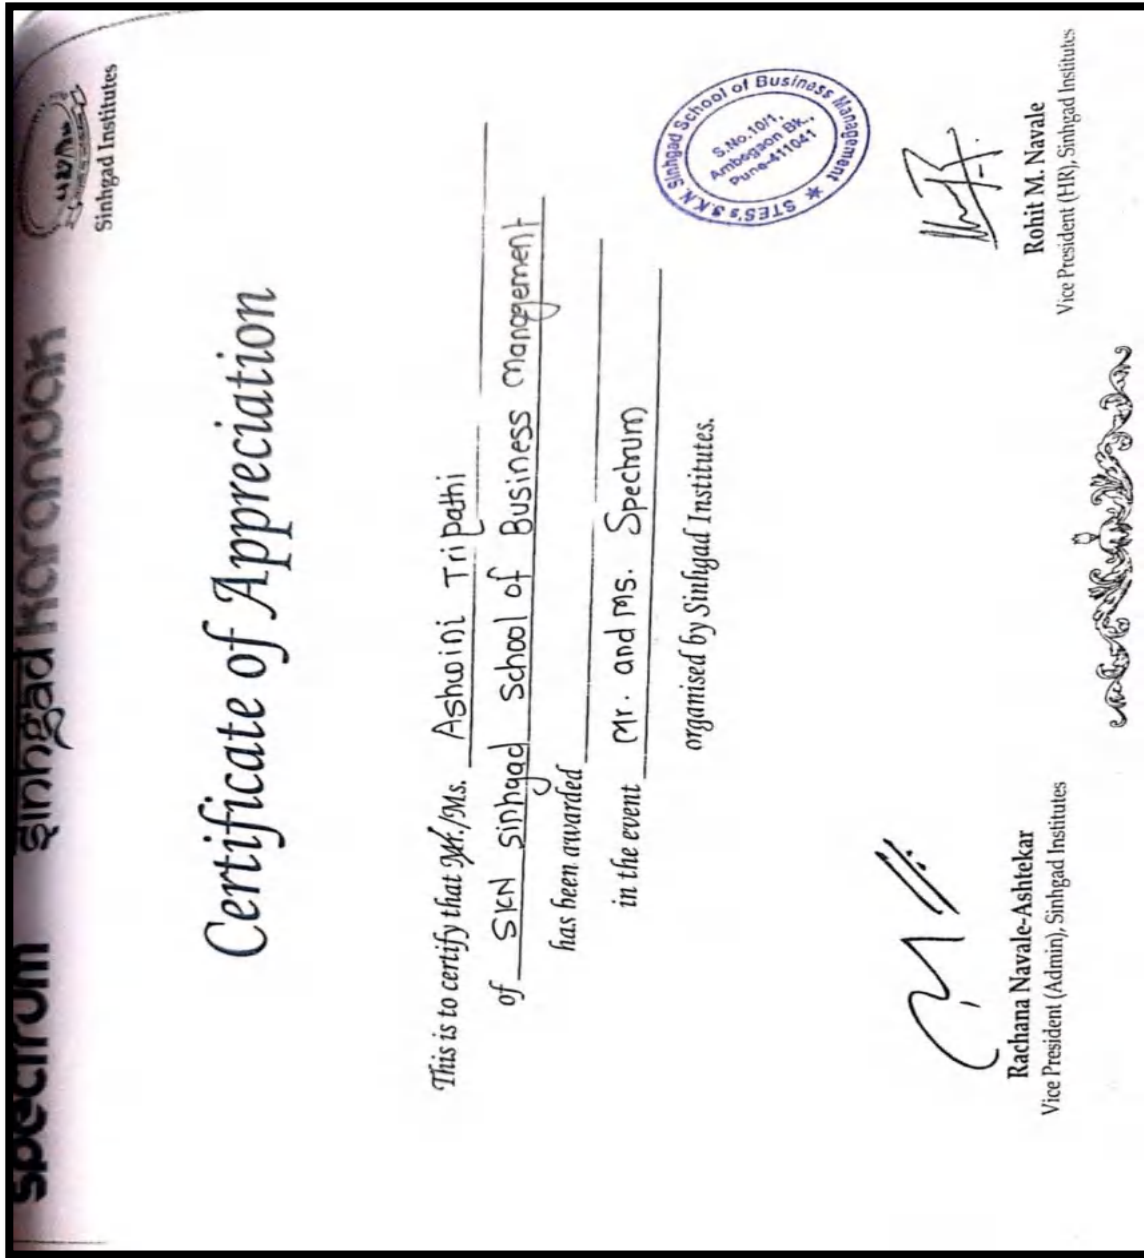 spectrum
sinhgad karandak
Sinhgad Institutes
Certificate of Appreciation
This is to certify that Mr./Ms. Ashwini Tripathi
of SKN Sinhgad School of Business Management
has been awarded
in the event Mr. and Ms. Spectrum
organised by Sinhgad Institutes.
STES's S.K.N. Sinhgad School of Business Management *
S.No.10/1,
Ambegaon Bk.,
Pune-411041
Rachana Navale-Ashtekar
Vice President (Admin), Sinhgad Institutes
Rohit M. Navale
Vice President (HR), Sinhgad Institutes